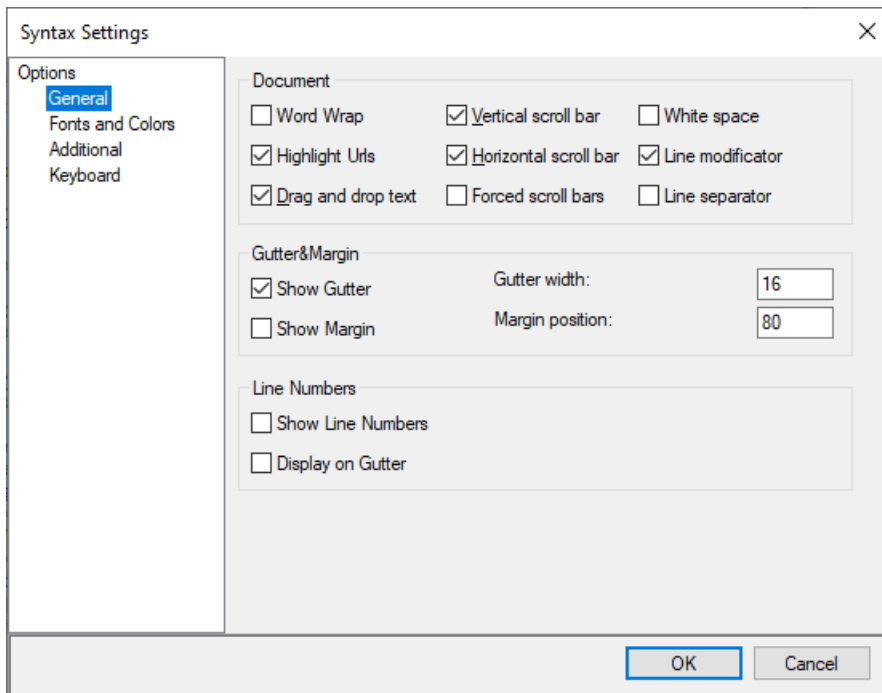 Syntax Settings
Options
General
Fonts and Colors
Additional
Keyboard
Document
Word Wrap
Vertical scroll bar
White space
Highlight Urls
Horizontal scroll bar
Line modificator
Drag and drop text
Forced scroll bars
Line separator
Gutter&Margin
Show Gutter
Gutter width:
16
Show Margin
Margin position:
80
Line Numbers
Show Line Numbers
Display on Gutter
OK
Cancel